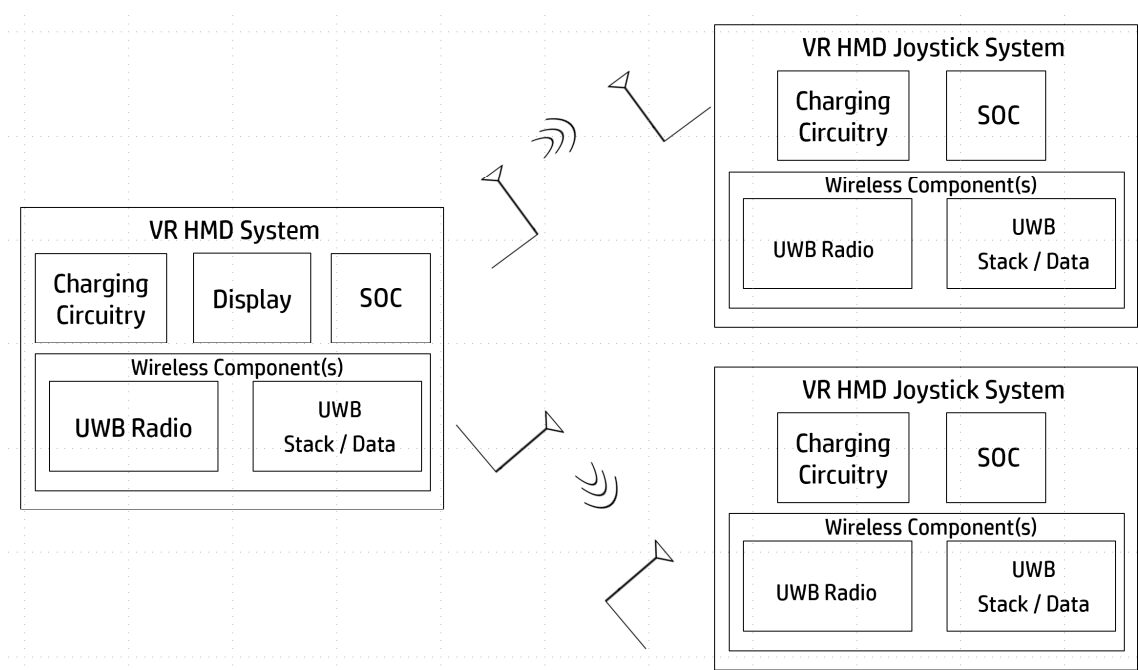 VR HMD System
Charging
Circuitry
Display
SOC
Wireless Component(s)
UWB Radio
UWB
Stack / Data
VR HMD Joystick System
Charging
Circuitry
SOC
Wireless Component(s)
UWB Radio
UWB
Stack / Data
VR HMD Joystick System
Charging
Circuitry
SOC
Wireless Component(s)
UWB Radio
UWB
Stack / Data